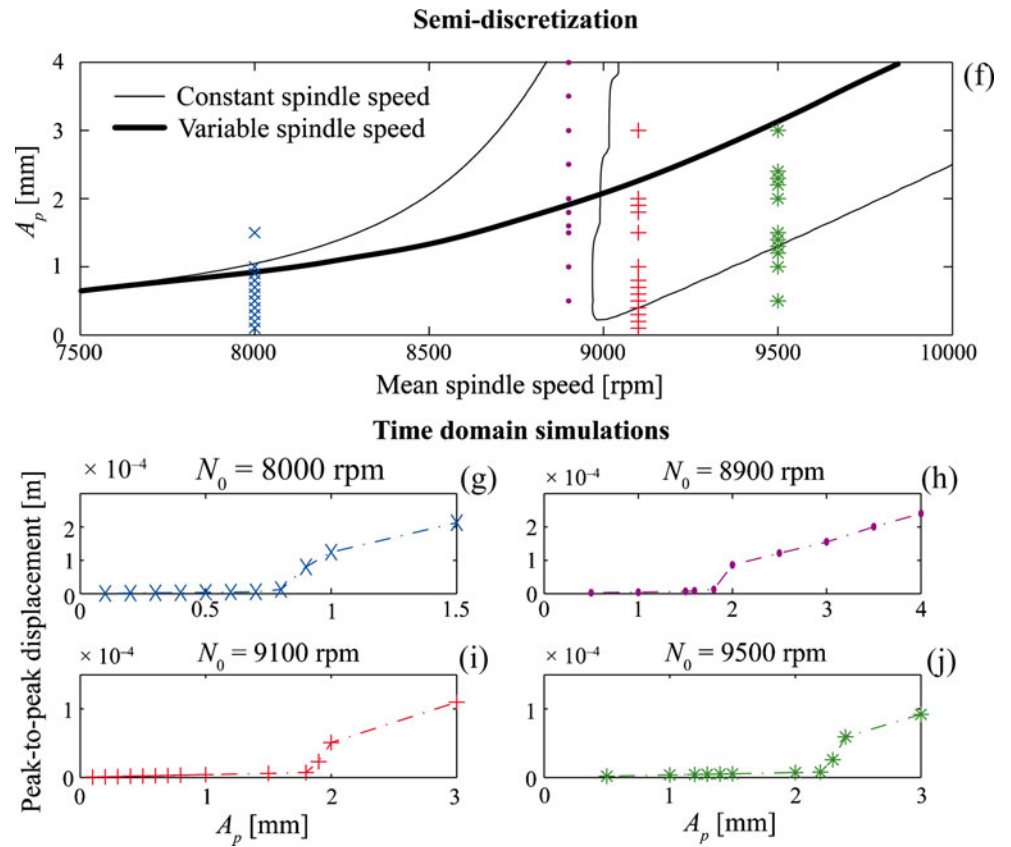 Semi-discretization
(f)
Constant spindle speed
Variable spindle speed
A_p [mm]
4
3
2
1
0
7500 8000 8500 9000 9500 10000
Mean spindle speed [rpm]
Time domain simulations
Peak-to-peak displacement [m]
× 10⁻⁴ N₀ = 8000 rpm (g)
2
1
0
0 0.5 1 1.5
× 10⁻⁴ N₀ = 8900 rpm (h)
2
1
0
0 1 2 3 4
× 10⁻⁴ N₀ = 9100 rpm (i)
1
0
0 1 2 3
A_p [mm]
× 10⁻⁴ N₀ = 9500 rpm (j)
1
0
0 1 2 3
A_p [mm]